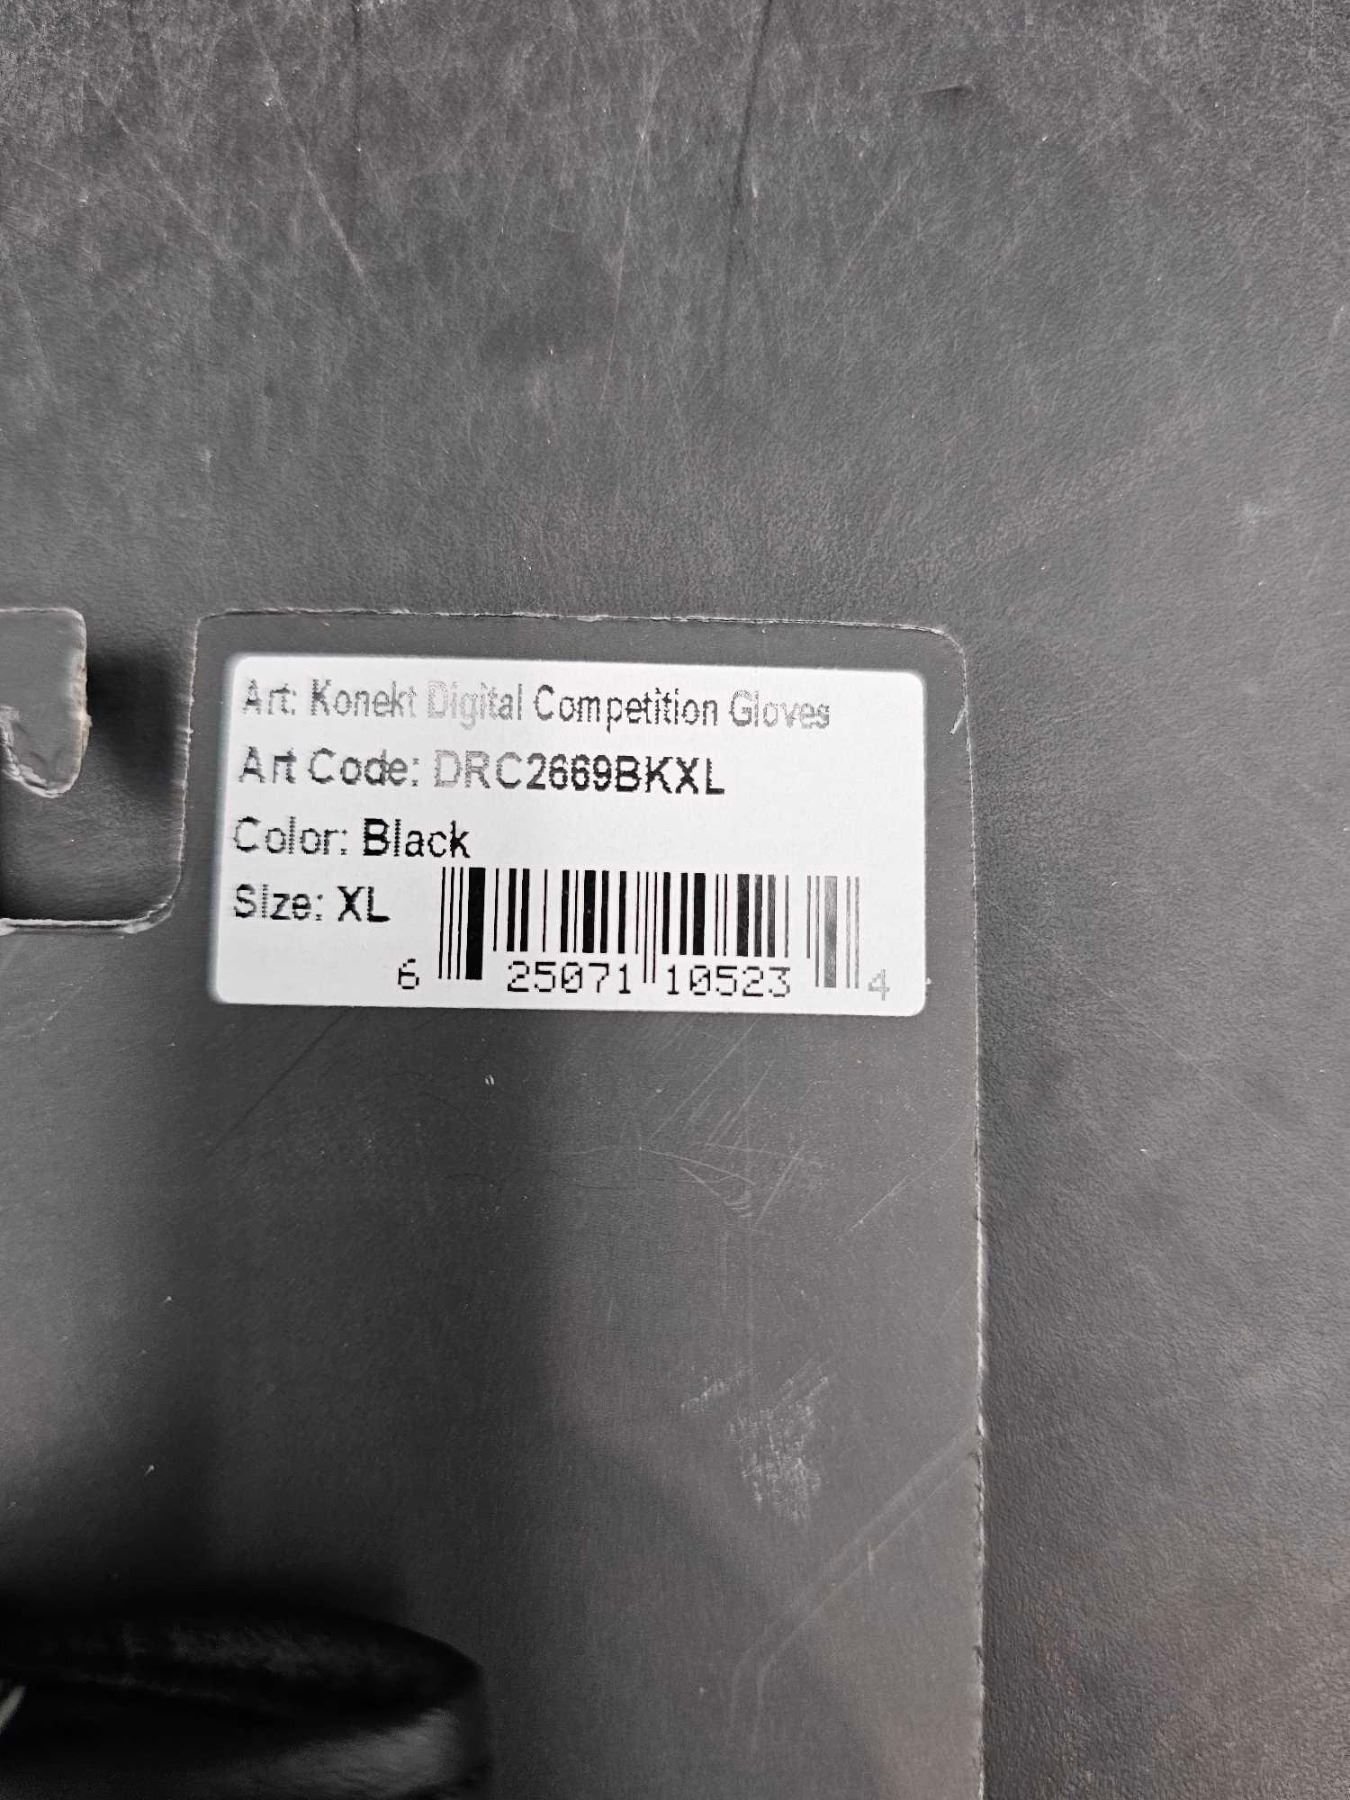 Art: Konekt Digital Competition Gloves
Art Code: DRC2669BKXL
Color: Black
Size: XL
6 25071 10523 4